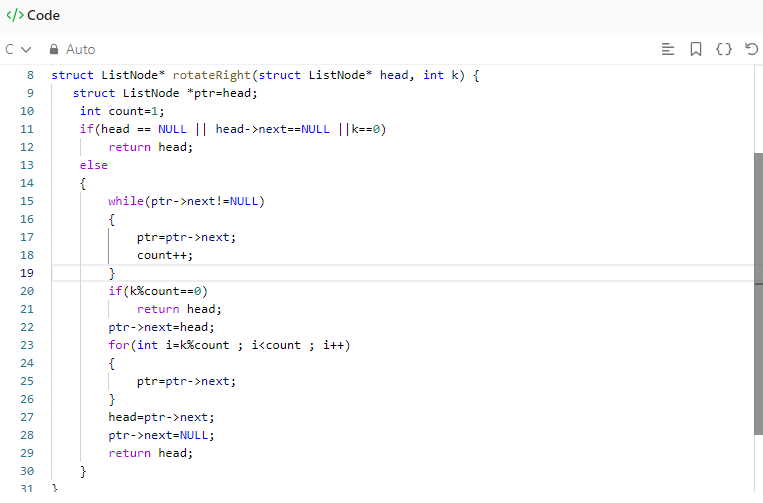 </> Code
C Auto
8 struct ListNode* rotateRight(struct ListNode* head, int k) {
9 struct ListNode *ptr=head;
10 int count=1;
11 if(head == NULL || head->next==NULL ||k==0)
12 return head;
13 else
14 {
15 while(ptr->next!=NULL)
16 {
17 ptr=ptr->next;
18 count++;
19 }
20 if(k%count==0)
21 return head;
22 ptr->next=head;
23 for(int i=k%count ; i<count ; i++)
24 {
25 ptr=ptr->next;
26 }
27 head=ptr->next;
28 ptr->next=NULL;
29 return head;
30 }
31 }